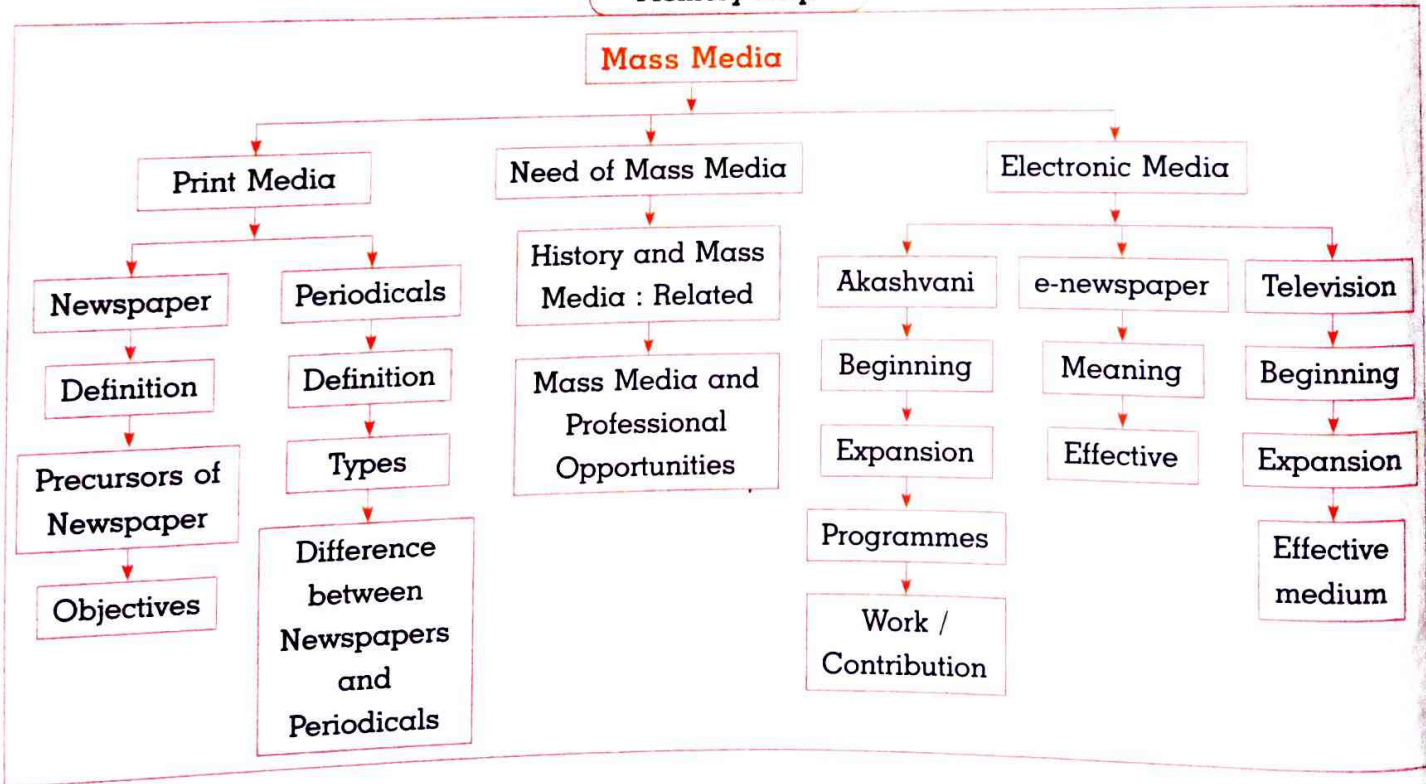 Mass Media
Print Media
Need of Mass Media
Electronic Media
Newspaper
Periodicals
History and Mass
Media : Related
Akashvani
e-newspaper
Television
Definition
Definition
Mass Media and
Professional
Opportunities
Beginning
Meaning
Beginning
Precursors of
Newspaper
Types
Expansion
Effective
Expansion
Objectives
Difference
between
Newspapers
and
Periodicals
Programmes
Effective
medium
Work /
Contribution